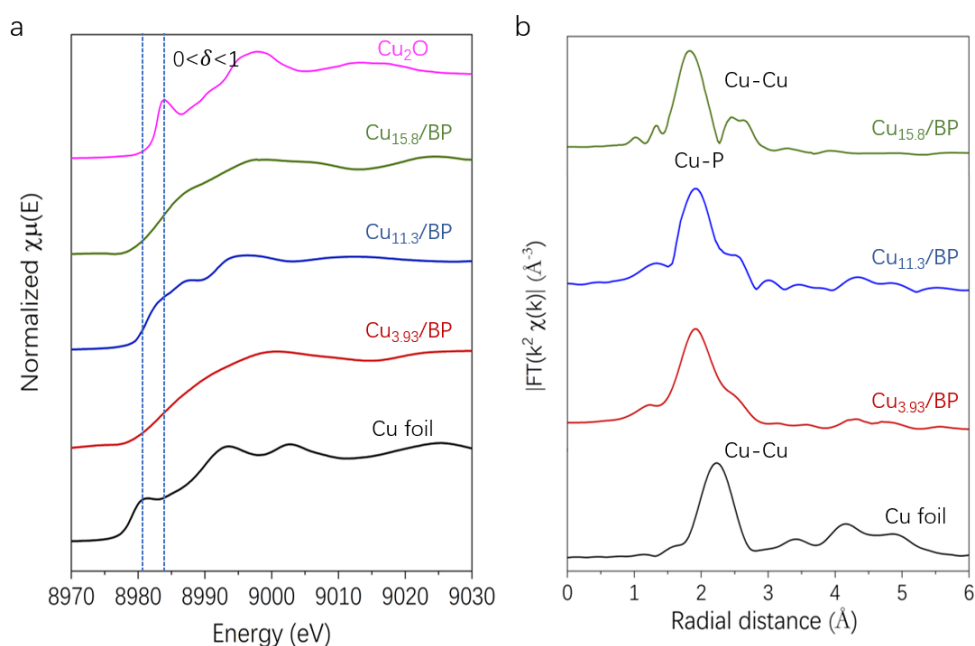 a
Cu₂O
0<δ<1
Cu₁₅.₈/BP
Cu₁₁.₃/BP
Cu₃.₉₃/BP
Cu foil
Normalized χμ(E)
8970 8980 8990 9000 9010 9020 9030
Energy (eV)
b
Cu-Cu
Cu₁₅.₈/BP
Cu-P
Cu₁₁.₃/BP
Cu₃.₉₃/BP
Cu-Cu
Cu foil
|FT(k² χ(k)| (Å⁻³)
0 1 2 3 4 5 6
Radial distance (Å)